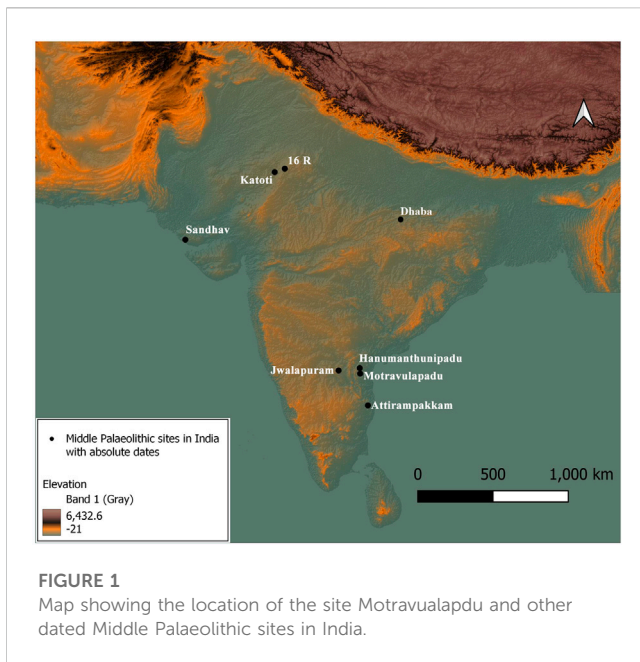 16 R
Katoti
Dhaba
Sandhav
Hanumanthunipadu
Jwalapuram
Motravulapadu
Attirampakkam
Middle Palaeolithic sites in India
with absolute dates
Elevation
Band 1 (Gray)
6,432.6
-21
0 500 1,000 km
FIGURE 1
Map showing the location of the site Motravualapdu and other
dated Middle Palaeolithic sites in India.